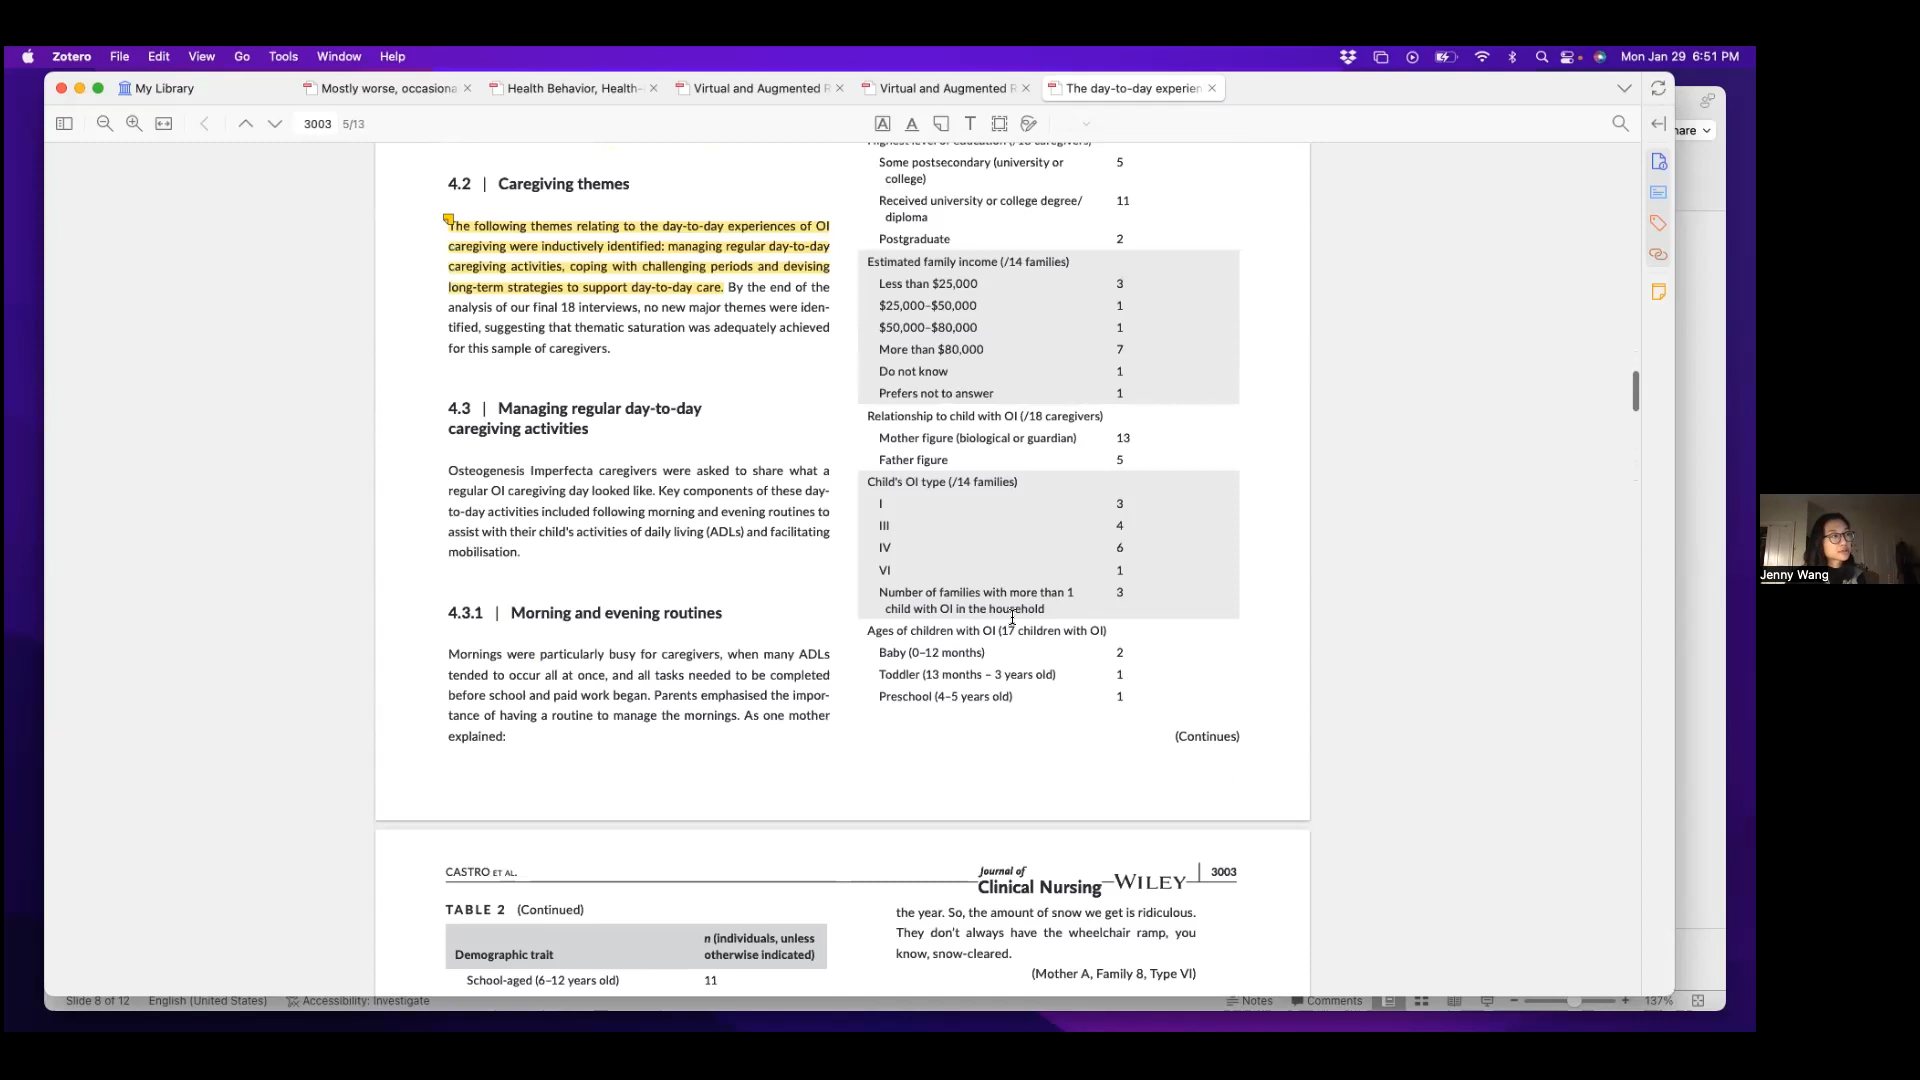 Zotero File Edit View Go Tools Window Help
Mon Jan 29 6:51 PM
My Library
Mostly worse, occasiona
Health Behavior, Health-
Virtual and Augmented R
Virtual and Augmented R
The day-to-day experien
3003 5/13
hare
4.2 | Caregiving themes
The following themes relating to the day-to-day experiences of OI
caregiving were inductively identified: managing regular day-to-day
caregiving activities, coping with challenging periods and devising
long-term strategies to support day-to-day care. By the end of the
analysis of our final 18 interviews, no new major themes were iden-
tified, suggesting that thematic saturation was adequately achieved
for this sample of caregivers.
4.3 | Managing regular day-to-day
caregiving activities
Osteogenesis Imperfecta caregivers were asked to share what a
regular OI caregiving day looked like. Key components of these day-
to-day activities included following morning and evening routines to
assist with their child's activities of daily living (ADLs) and facilitating
mobilisation.
4.3.1 | Morning and evening routines
Mornings were particularly busy for caregivers, when many ADLs
tended to occur all at once, and all tasks needed to be completed
before school and paid work began. Parents emphasised the impor-
tance of having a routine to manage the mornings. As one mother
explained:
Highest level of education (/18 caregivers)
Some postsecondary (university or 5
college)
Received university or college degree/ 11
diploma
Postgraduate 2
Estimated family income (/14 families)
Less than $25,000 3
$25,000–$50,000 1
$50,000–$80,000 1
More than $80,000 7
Do not know 1
Prefers not to answer 1
Relationship to child with OI (/18 caregivers)
Mother figure (biological or guardian) 13
Father figure 5
Child's OI type (/14 families)
I 3
III 4
IV 6
VI 1
Number of families with more than 1 3
child with OI in the household
Ages of children with OI (17 children with OI)
Baby (0–12 months) 2
Toddler (13 months – 3 years old) 1
Preschool (4–5 years old) 1
(Continues)
CASTRO ET AL.
Journal of
Clinical Nursing WILEY 3003
TABLE 2 (Continued)
Demographic trait
n (individuals, unless
otherwise indicated)
School-aged (6–12 years old) 11
the year. So, the amount of snow we get is ridiculous.
They don't always have the wheelchair ramp, you
know, snow-cleared.
(Mother A, Family 8, Type VI)
Slide 8 of 12 English (United States) Accessibility: Investigate
Notes Comments 137%
Jenny Wang